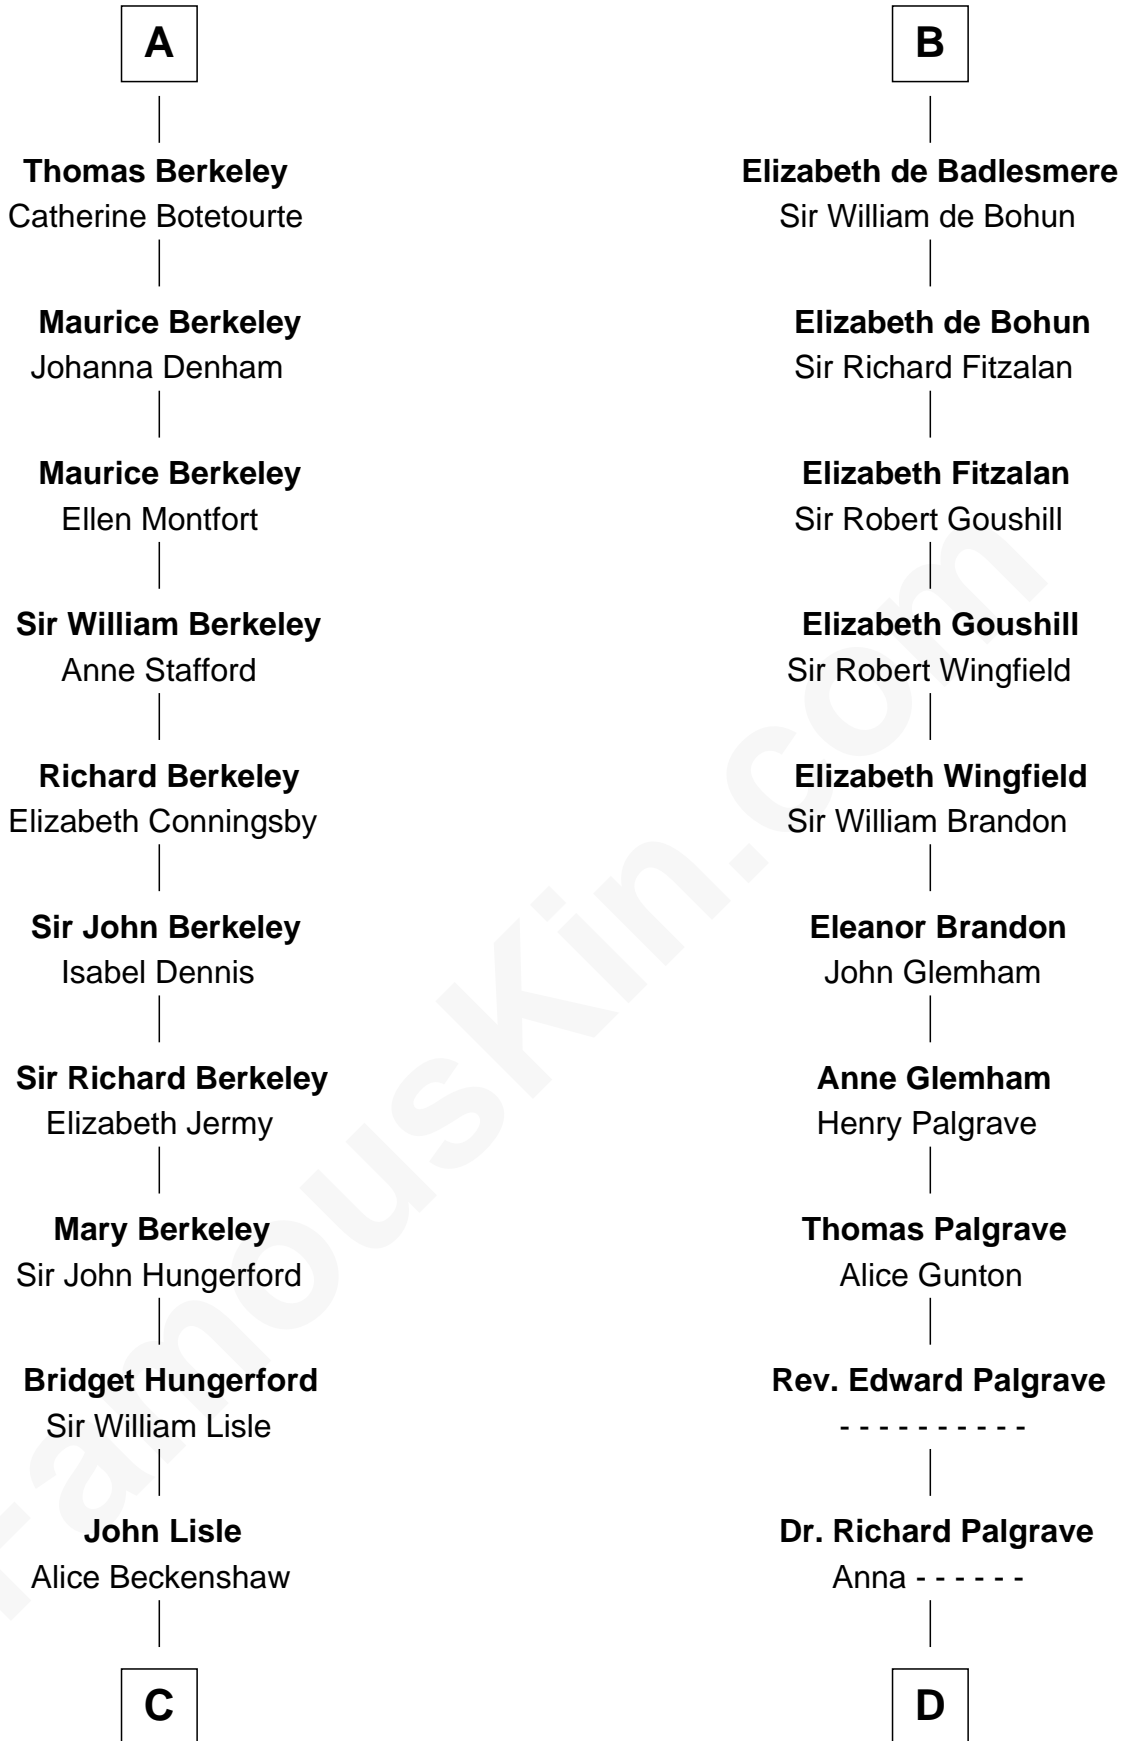 A
Thomas Berkeley
Catherine Botetourte
Maurice Berkeley
Johanna Denham
Maurice Berkeley
Ellen Montfort
Sir William Berkeley
Anne Stafford
Richard Berkeley
Elizabeth Conningsby
Sir John Berkeley
Isabel Dennis
Sir Richard Berkeley
Elizabeth Jermy
Mary Berkeley
Sir John Hungerford
Bridget Hungerford
Sir William Lisle
John Lisle
Alice Beckenshaw
C
B
Elizabeth de Badlesmere
Sir William de Bohun
Elizabeth de Bohun
Sir Richard Fitzalan
Elizabeth Fitzalan
Sir Robert Goushill
Elizabeth Goushill
Sir Robert Wingfield
Elizabeth Wingfield
Sir William Brandon
Eleanor Brandon
John Glemham
Anne Glemham
Henry Palgrave
Thomas Palgrave
Alice Gunton
Rev. Edward Palgrave
- - - - - - - - - -
Dr. Richard Palgrave
Anna - - - - - -
D
FamousKin.com